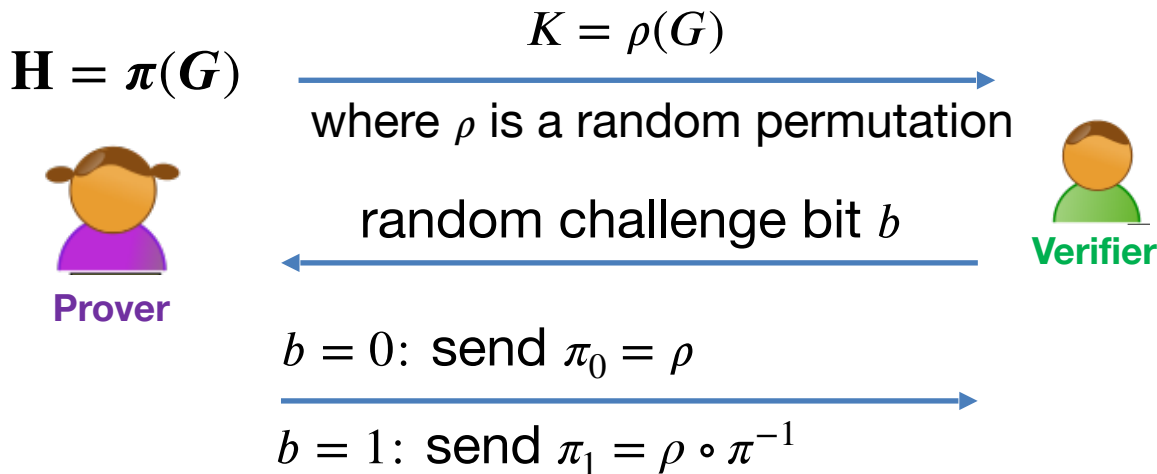 K = ρ(G)
H = π(G)
where ρ is a random permutation
random challenge bit b
Verifier
Prover
b = 0: send π₀ = ρ
b = 1: send π₁ = ρ ∘ π⁻¹